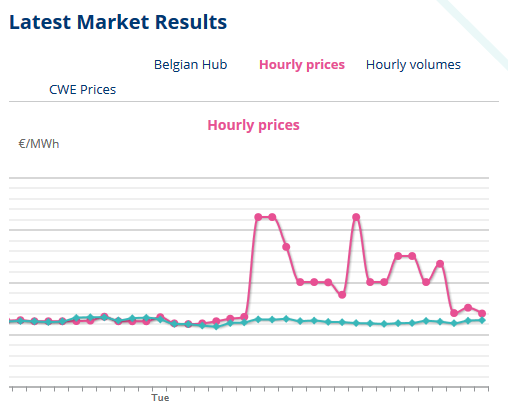 Latest Market Results
Belgian Hub Hourly prices Hourly volumes
CWE Prices
Hourly prices
€/MWh
Tue